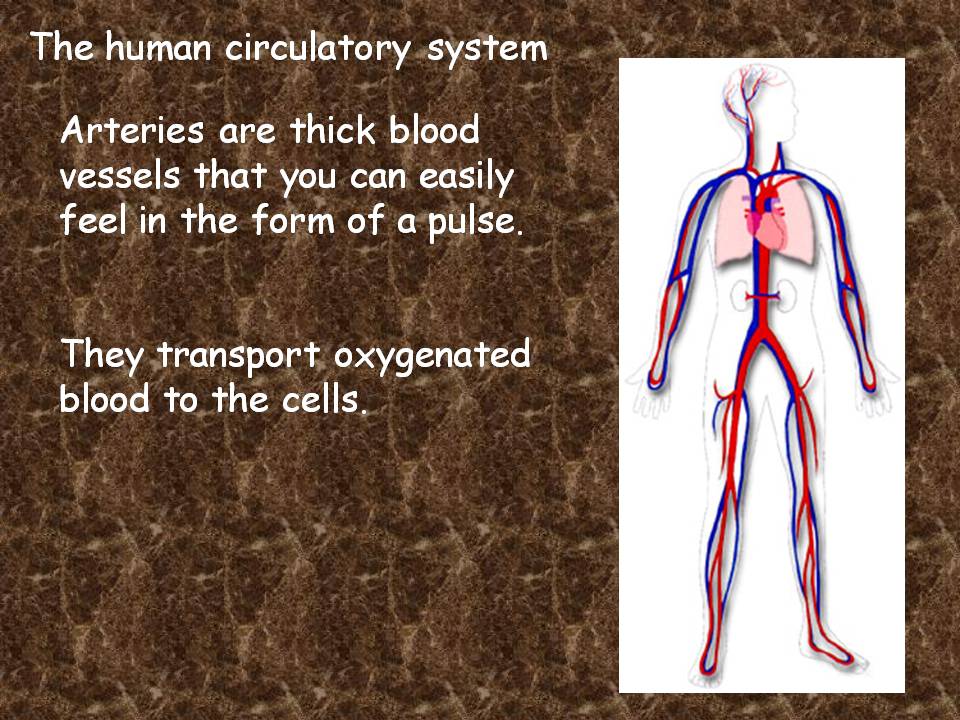 The human circulatory system
Arteries are thick blood
vessels that you can easily
feel in the form of a pulse.
They transport oxygenated
blood to the cells.